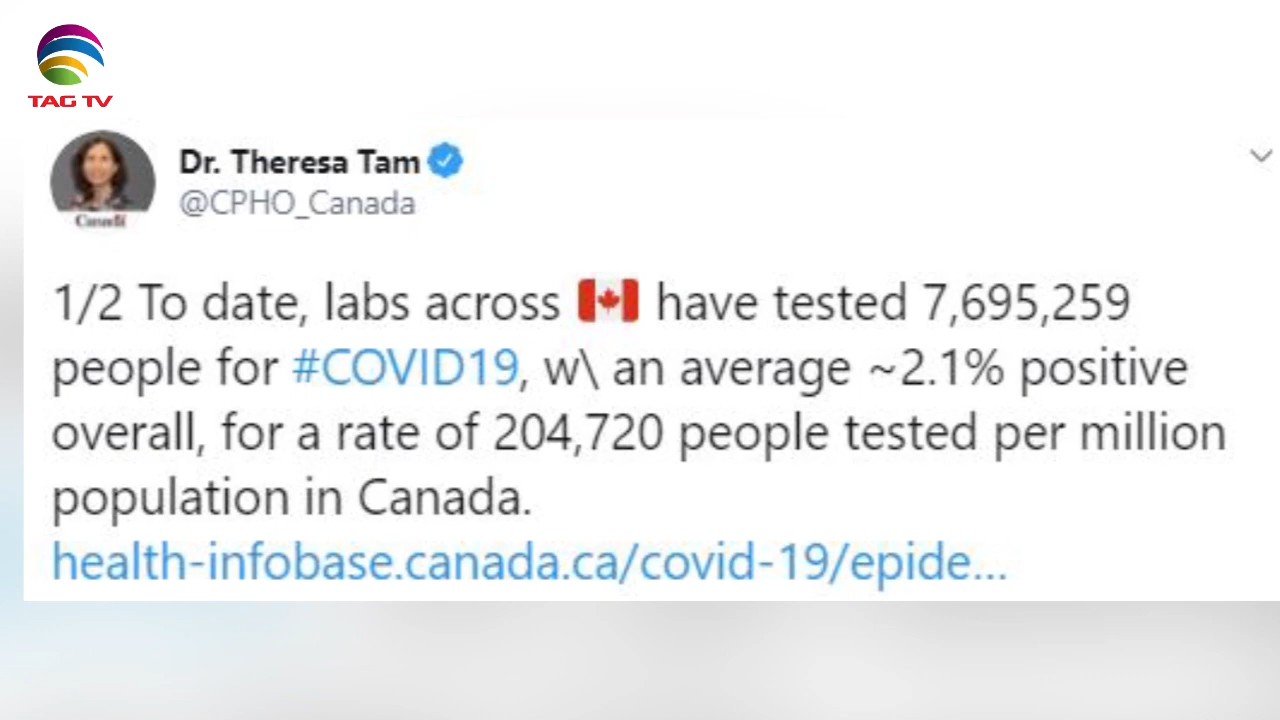 TAG TV
Dr. Theresa Tam
@CPHO_Canada
Canada
1/2 To date, labs across 🇨🇦 have tested 7,695,259
people for #COVID19, w\ an average ~2.1% positive
overall, for a rate of 204,720 people tested per million
population in Canada.
health-infobase.canada.ca/covid-19/epide...